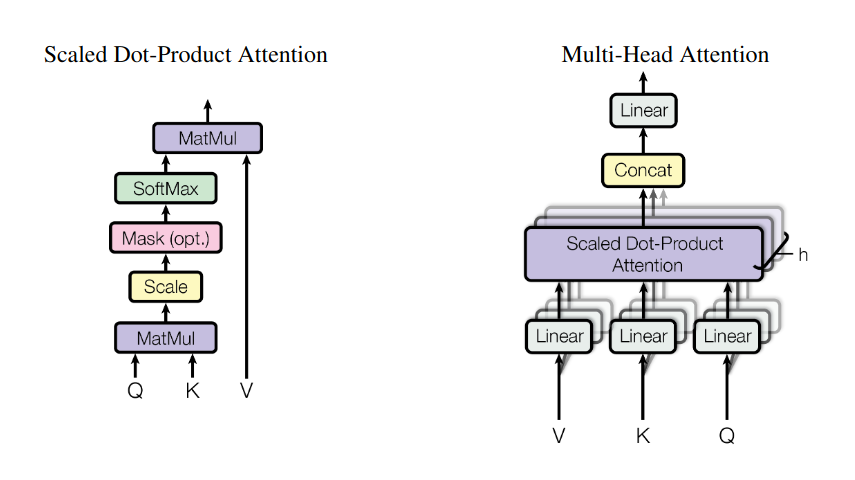 Scaled Dot-Product Attention
MatMul
SoftMax
Mask (opt.)
Scale
MatMul
Q K V
Multi-Head Attention
Linear
Concat
Scaled Dot-Product
Attention
h
Linear Linear Linear
V K Q